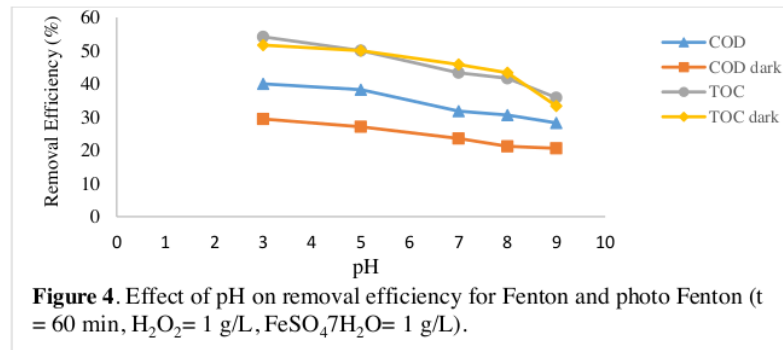 Removal Efficiency (%)
60
50
40
30
20
10
0
0 1 2 3 4 5 6 7 8 9 10
pH
COD
COD dark
TOC
TOC dark
Figure 4. Effect of pH on removal efficiency for Fenton and photo Fenton (t
= 60 min, H₂O₂= 1 g/L, FeSO₄7H₂O= 1 g/L).